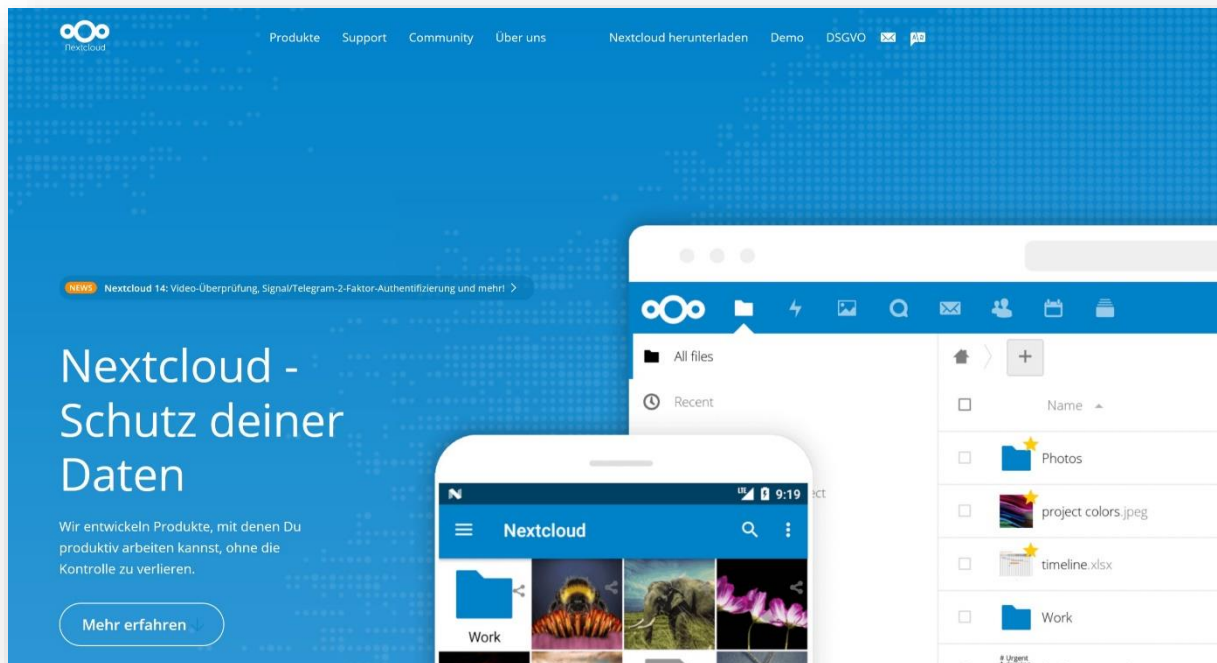 nextcloud
Produkte Support Community Über uns Nextcloud herunterladen Demo DSGVO
NEWS Nextcloud 14: Video-Überprüfung, Signal/Telegram-2-Faktor-Authentifizierung und mehr!
Nextcloud -
Schutz deiner
Daten
Wir entwickeln Produkte, mit denen Du
produktiv arbeiten kannst, ohne die
Kontrolle zu verlieren.
Mehr erfahren
All files
Recent
Name
Photos
project colors.jpeg
timeline.xlsx
Work
# Urgent
LTE 9:19
Nextcloud
Work